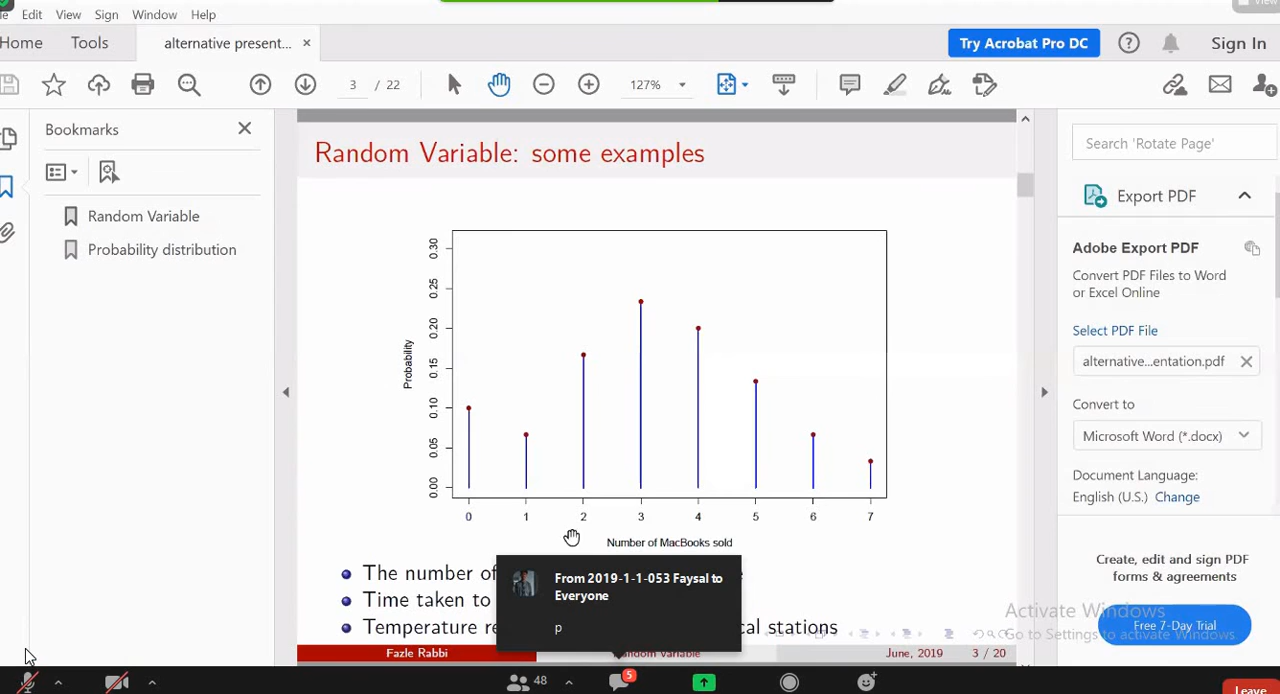 View
Edit View Sign Window Help
Home Tools alternative present... ×
Try Acrobat Pro DC
Sign In
3 / 22
127%
Bookmarks
Random Variable
Probability distribution
Random Variable: some examples
0.30
0.25
0.20
0.15
0.10
0.05
0.00
Probability
0 1 2 3 4 5 6 7
Number of MacBooks sold
The number of
Time taken to
Temperature re
cal stations
From 2019-1-1-053 Faysal to
Everyone
p
Fazle Rabbi
Random Variable
June, 2019 3 / 20
Search 'Rotate Page'
Export PDF
Adobe Export PDF
Convert PDF Files to Word
or Excel Online
Select PDF File
alternative...entation.pdf
Convert to
Microsoft Word (*.docx)
Document Language:
English (U.S.) Change
Create, edit and sign PDF
forms & agreements
Activate Windows
Go to Settings to activate Windows.
Free 7-Day Trial
48
5
Leave